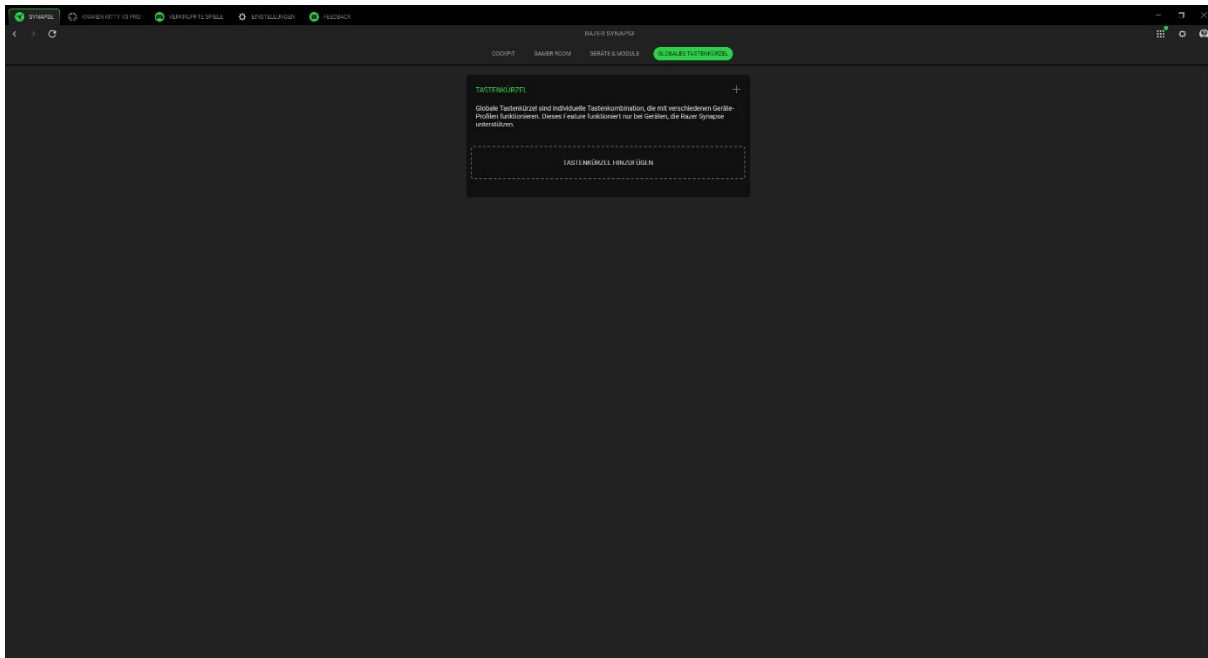 SYNAPSE KRAKEN KITTY V3 PRO VERKNÜPFTE SPIELE EINSTELLUNGEN FEEDBACK
RAZER SYNAPSE
COCKPIT GAMER ROOM GERÄTE & MODULE GLOBALES TASTENKÜRZEL
TASTENKÜRZEL
Globale Tastenkürzel sind individuelle Tastenkombination, die mit verschiedenen Geräte-
Profilen funktionieren. Dieses Feature funktioniert nur bei Geräten, die Razer Synapse
unterstützen.
TASTENKÜRZEL HINZUFÜGEN